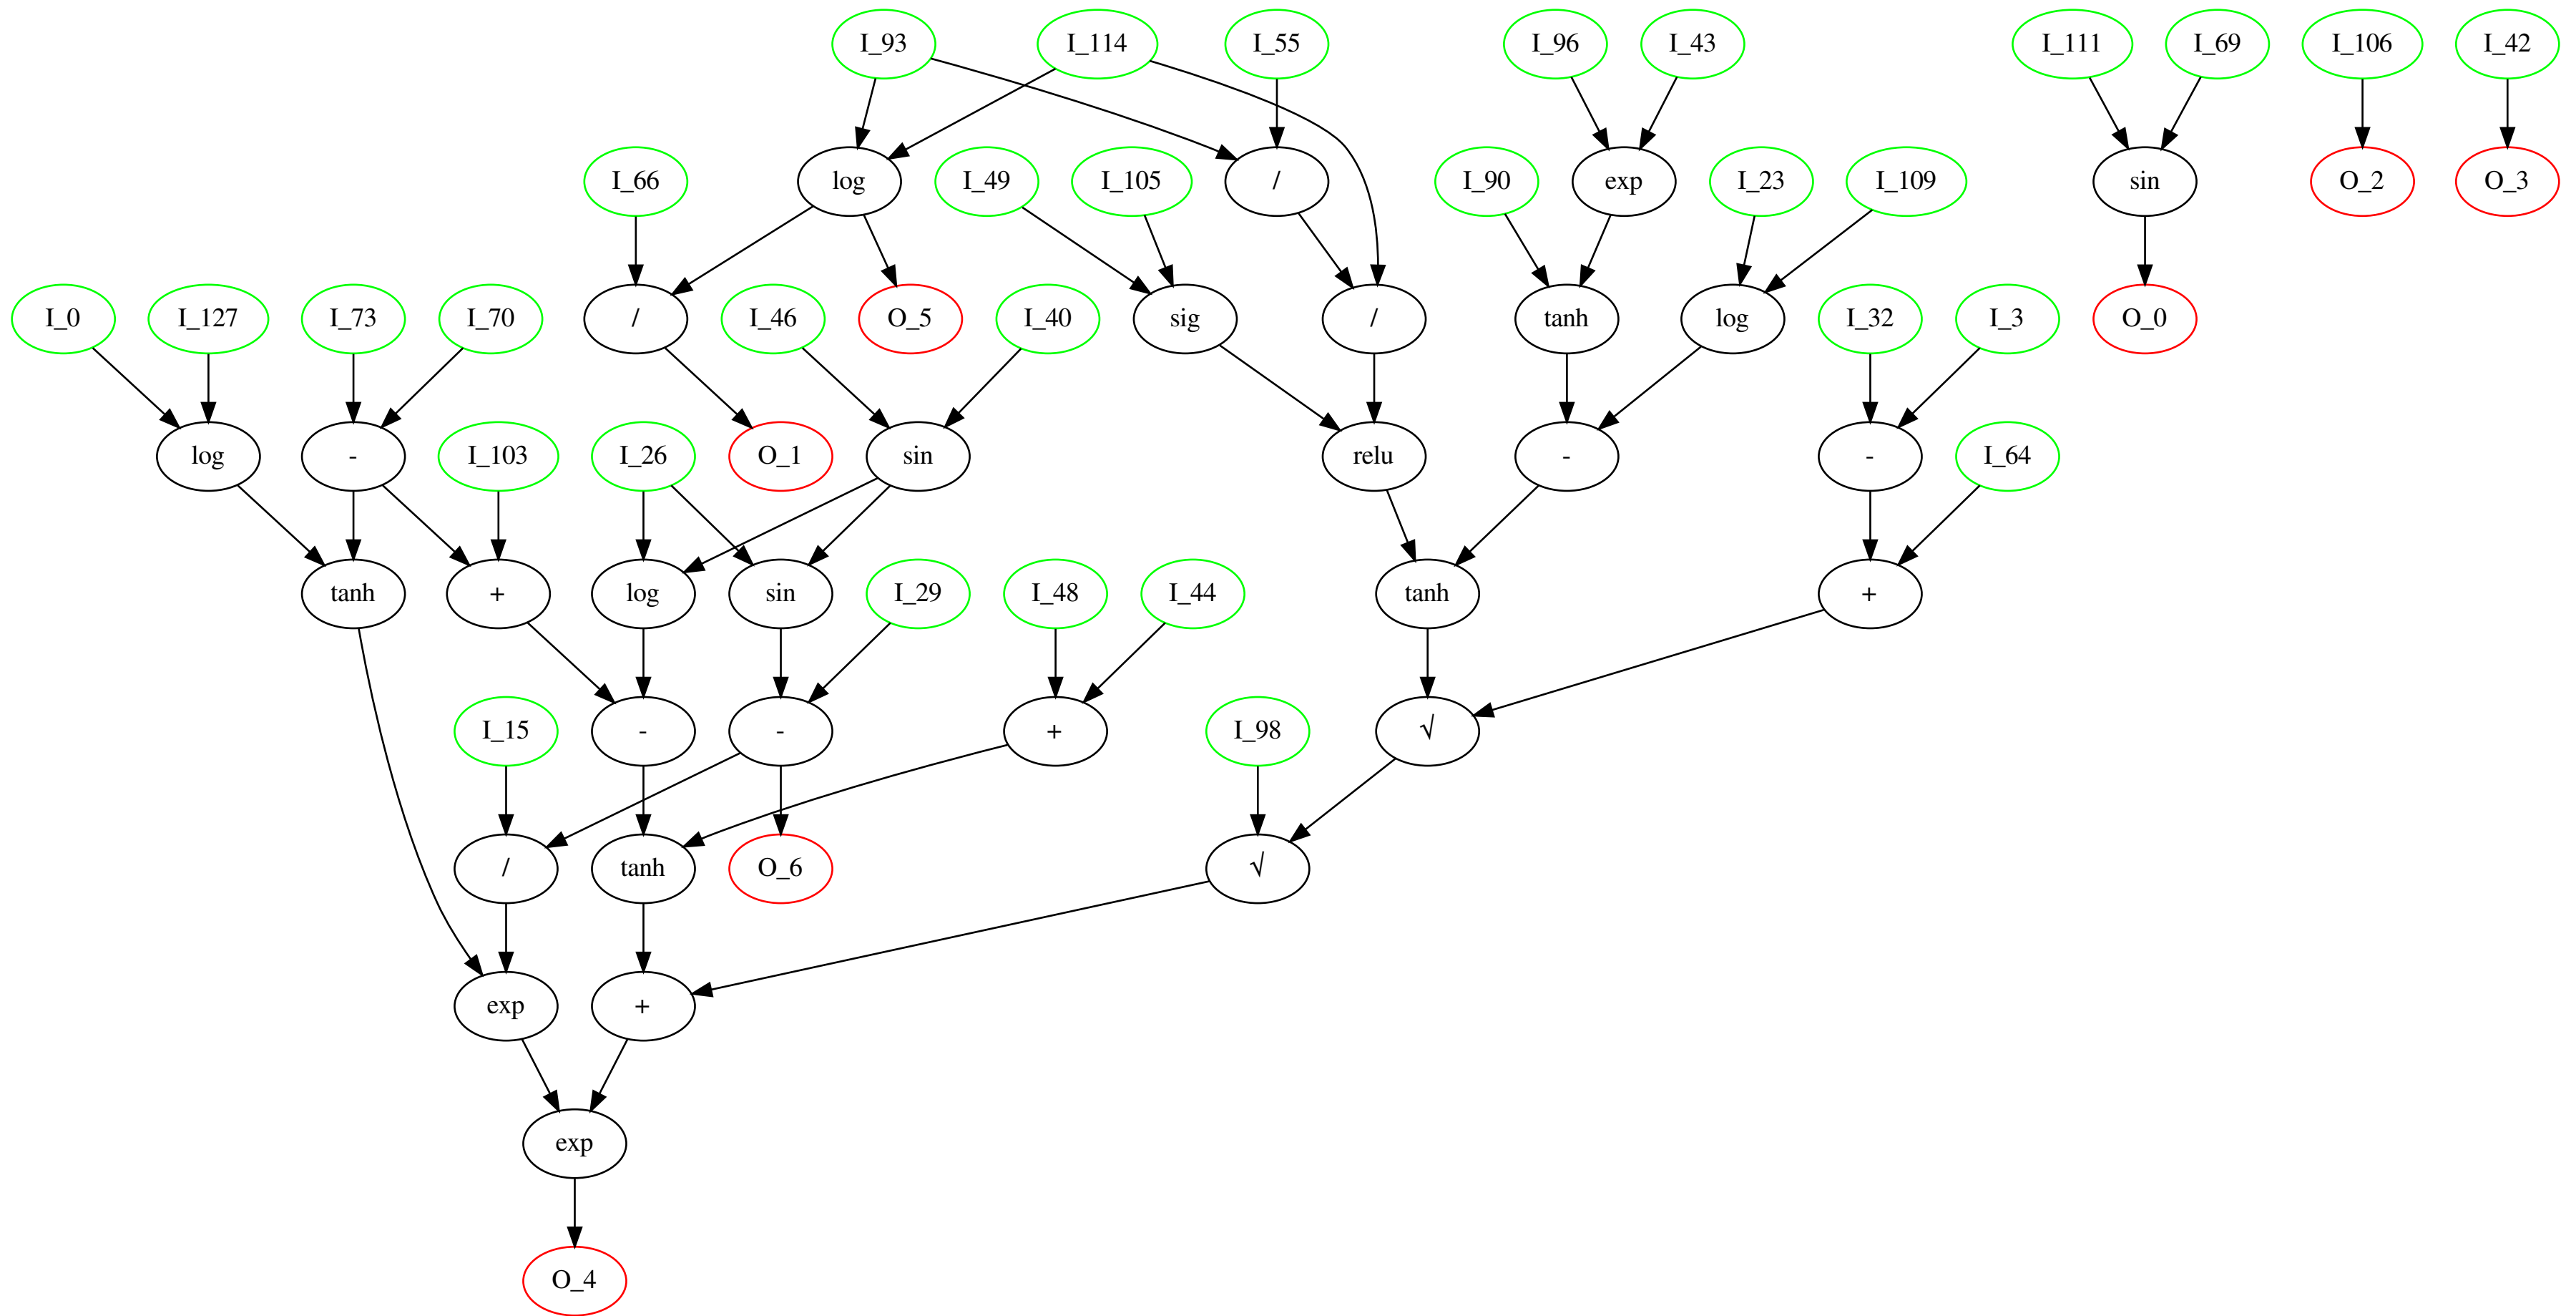 I_93 I_114 I_55 I_96 I_43 I_111 I_69 I_106 I_42
I_66 log I_49 I_105 / I_90 exp I_23 I_109 sin O_2 O_3
I_0 I_127 I_73 I_70 / O_5 I_46 I_40 sig / tanh log I_32 I_3 O_0
log - I_103 I_26 O_1 sin relu - - I_64
tanh + log sin I_29 I_48 I_44 tanh +
I_15 - - + I_98 √
/ tanh O_6 √
exp +
exp
O_4